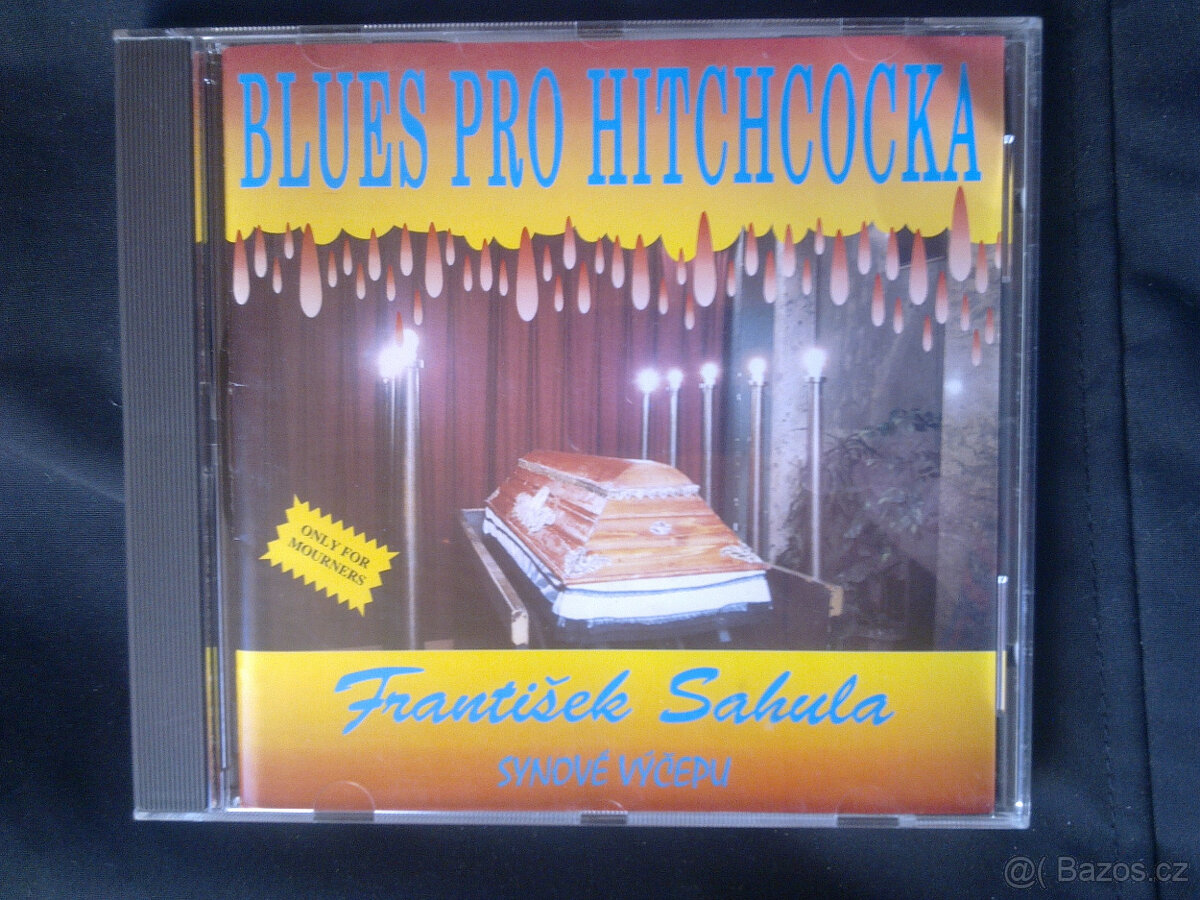 BLUES PRO HITCHCOCKA
ONLY FOR
MOURNERS
František Sahula
SYNOVÉ VÝČEPU
@( Bazos.cz